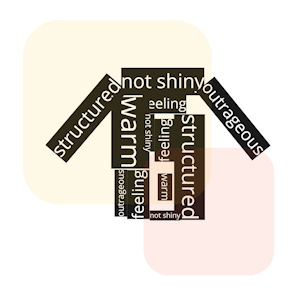 not shiny
structured
outrageous
warm
feeling
not shiny
feeling
structured
outrageous
feeling
warm
not shiny